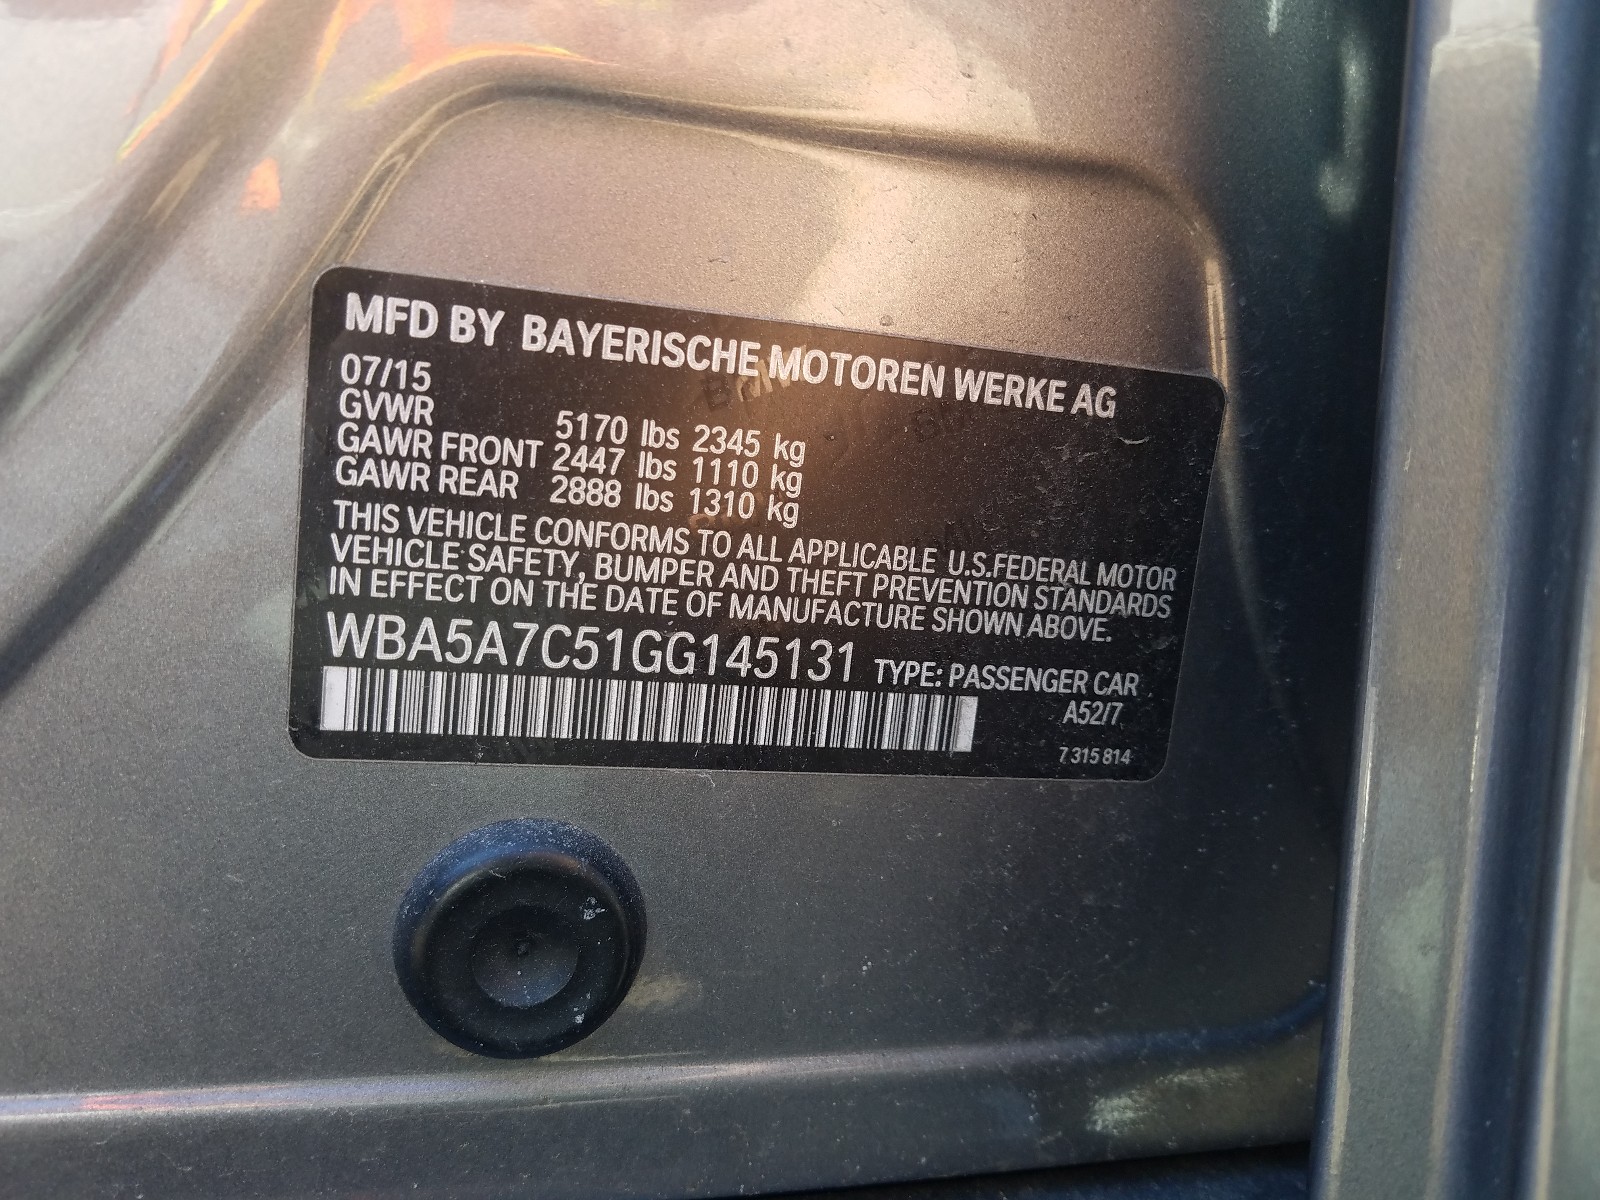 MFD BY BAYERISCHE MOTOREN WERKE AG
07/15
GVWR 5170 lbs 2345 kg
GAWR FRONT 2447 lbs 1110 kg
GAWR REAR 2888 lbs 1310 kg
THIS VEHICLE CONFORMS TO ALL APPLICABLE U.S.FEDERAL MOTOR
VEHICLE SAFETY, BUMPER AND THEFT PREVENTION STANDARDS
IN EFFECT ON THE DATE OF MANUFACTURE SHOWN ABOVE.
WBA5A7C51GG145131 TYPE: PASSENGER CAR
A52/7
7 315 814